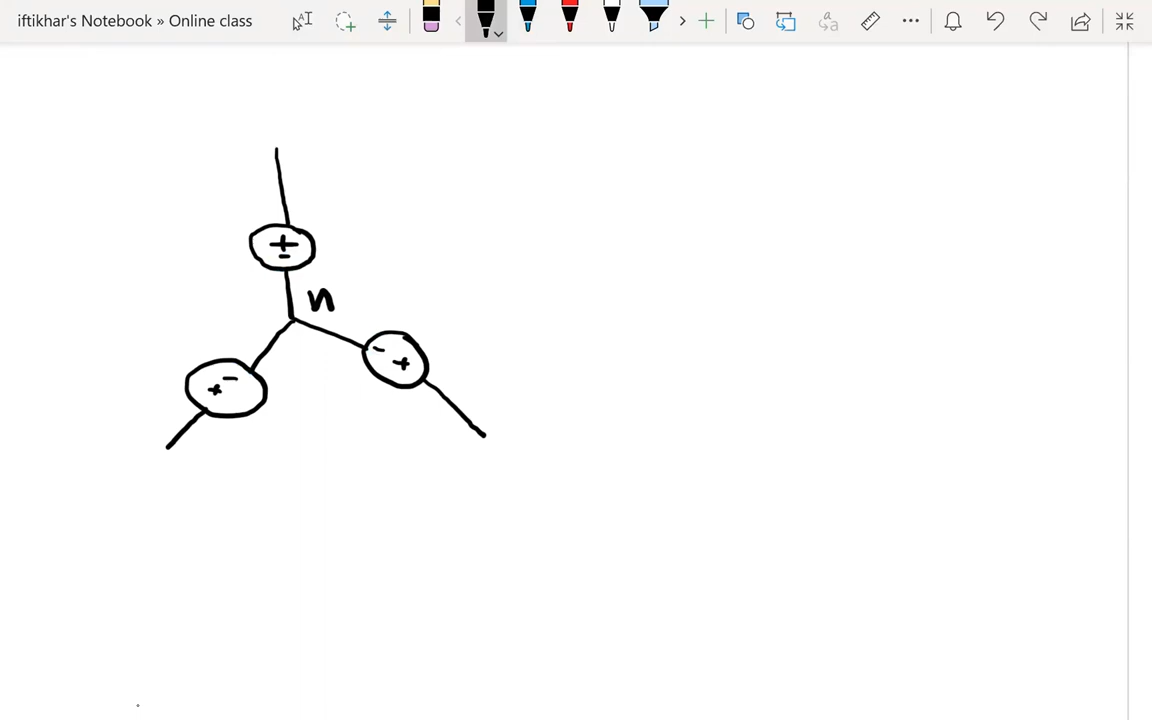 iftikhar's Notebook » Online class
+
-
n
- +
+ -